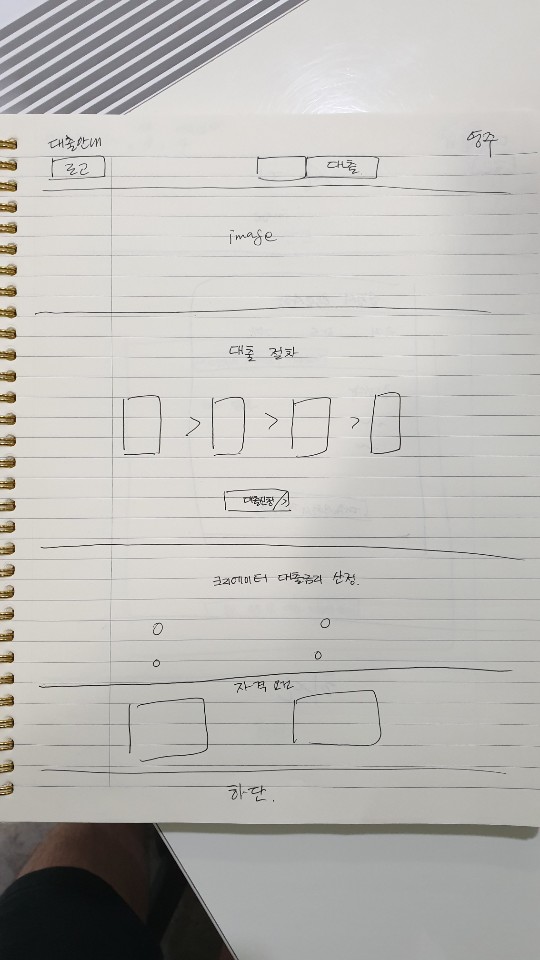 대출안내
영주
로고
대출
image
대출 절차
> > >
대출신청 >
크리에이터 대출금리 산정.
자격요건
하단.